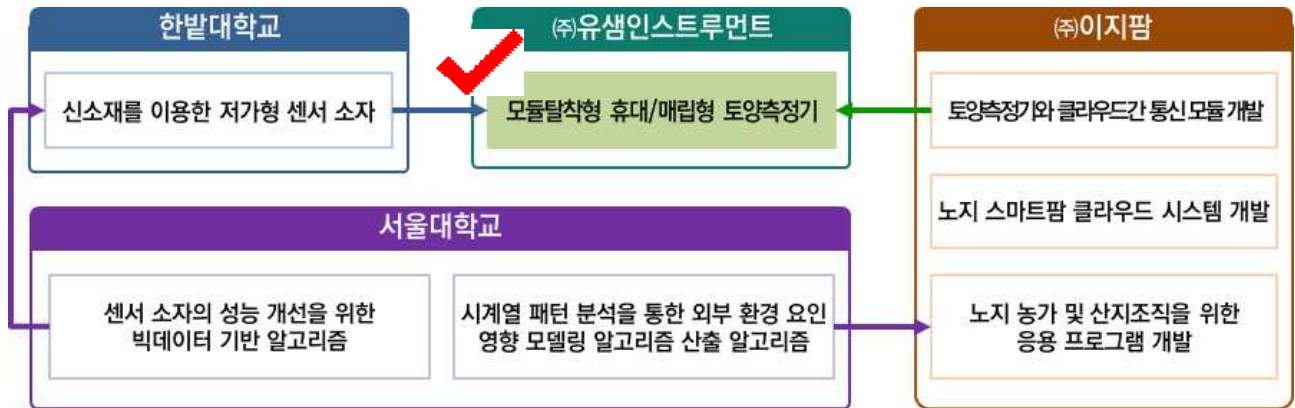 한밭대학교
신소재를 이용한 저가형 센서 소자
㈜유샘인스트루먼트
모듈탈착형 휴대/매립형 토양측정기
㈜이지팜
토양측정기와 클라우드간 통신 모듈 개발
노지 스마트팜 클라우드 시스템 개발
노지 농가 및 산지조직을 위한
응용 프로그램 개발
서울대학교
센서 소자의 성능 개선을 위한
빅데이터 기반 알고리즘
시계열 패턴 분석을 통한 외부 환경 요인
영향 모델링 알고리즘 산출 알고리즘